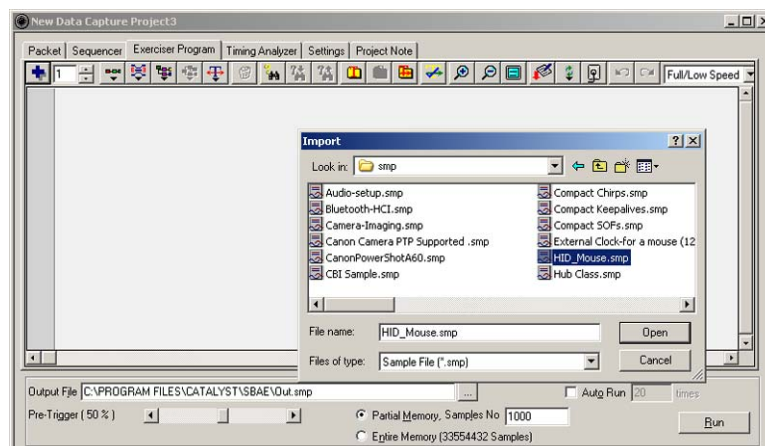 New Data Capture Project3
Packet Sequencer Exerciser Program Timing Analyzer Settings Project Note
1 Full/Low Speed
Import
Look in: smp
Audio-setup.smp
Bluetooth-HCI.smp
Camera-Imaging.smp
Canon Camera PTP Supported .smp
CanonPowerShotA60.smp
CBI Sample.smp
Compact Chirps.smp
Compact Keepalives.smp
Compact SOFs.smp
External Clock-for a mouse (12
HID_Mouse.smp
Hub Class.smp
File name: HID_Mouse.smp Open
Files of type: Sample File (*.smp) Cancel
Output File C:\PROGRAM FILES\CATALYST\SBAE\Out.smp ... Auto Run 20 times
Pre-Trigger ( 50 % ) Partial Memory, Samples No 1000 Run
Entire Memory (33554432 Samples)